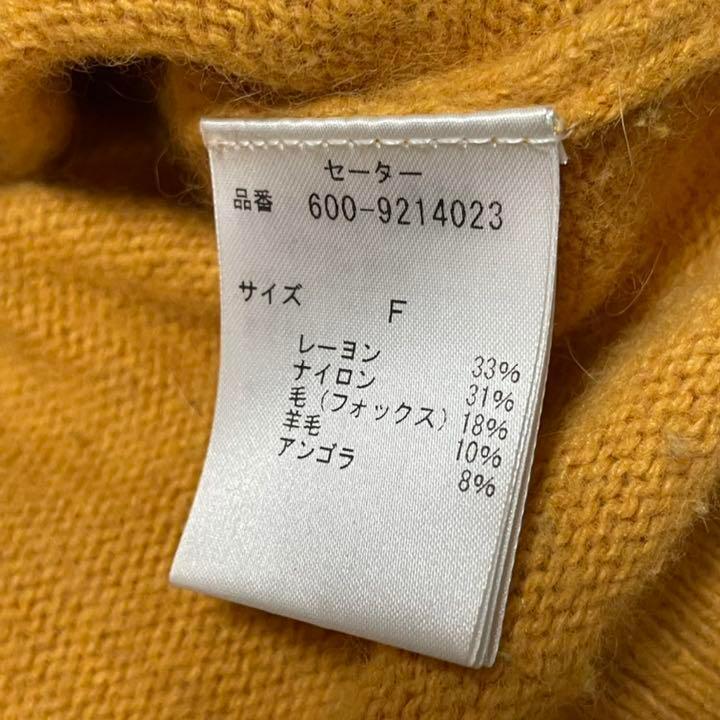 セーター
品番 600-9214023
サイズ F
レーヨン 33%
ナイロン 31%
毛(フォックス) 18%
羊毛 10%
アンゴラ 8%